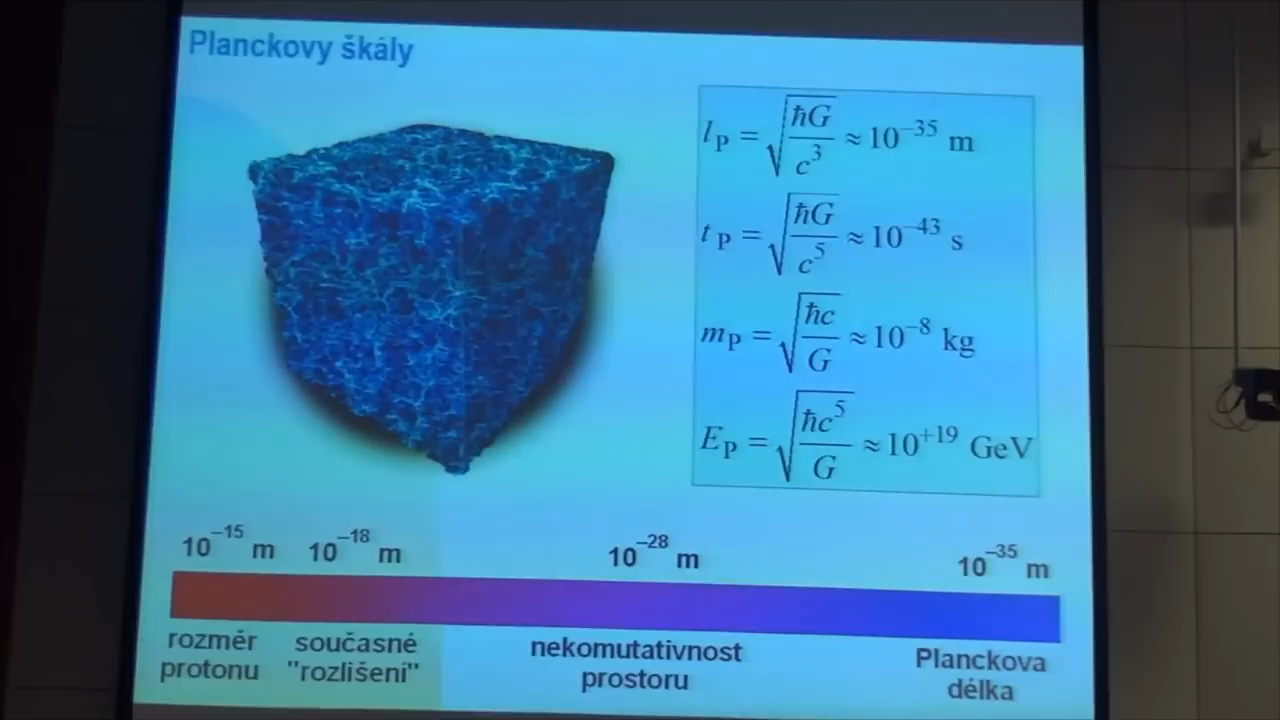 Planckovy škály
l_P = √(ħG/c³) ≈ 10⁻³⁵ m
t_P = √(ħG/c⁵) ≈ 10⁻⁴³ s
m_P = √(ħc/G) ≈ 10⁻⁸ kg
E_P = √(ħc⁵/G) ≈ 10⁺¹⁹ GeV
10⁻¹⁵ m 10⁻¹⁸ m 10⁻²⁸ m 10⁻³⁵ m
rozměr
protonu
současné
"rozlišení"
nekomutativnost
prostoru
Planckova
délka